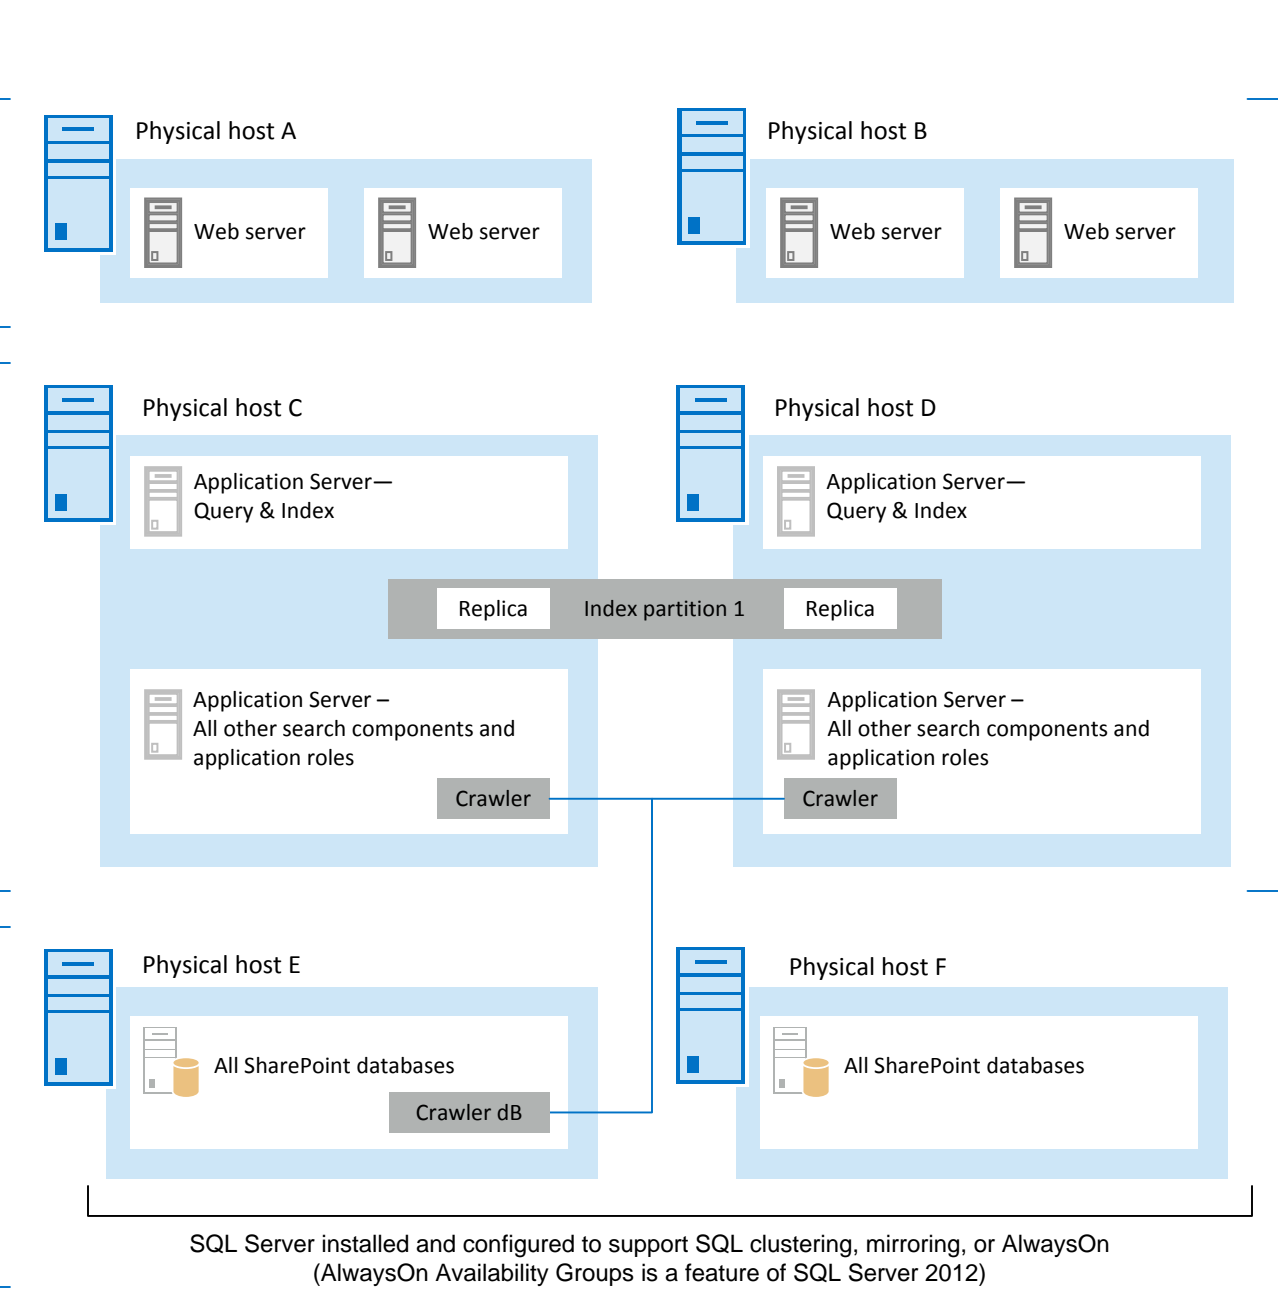 Physical host A
Physical host B
Web server
Web server
Web server
Web server
Physical host C
Physical host D
Application Server—
Query & Index
Application Server—
Query & Index
Replica
Index partition 1
Replica
Application Server –
All other search components and
application roles
Crawler
Application Server –
All other search components and
application roles
Crawler
Physical host E
Physical host F
All SharePoint databases
Crawler dB
All SharePoint databases
SQL Server installed and configured to support SQL clustering, mirroring, or AlwaysOn
(AlwaysOn Availability Groups is a feature of SQL Server 2012)